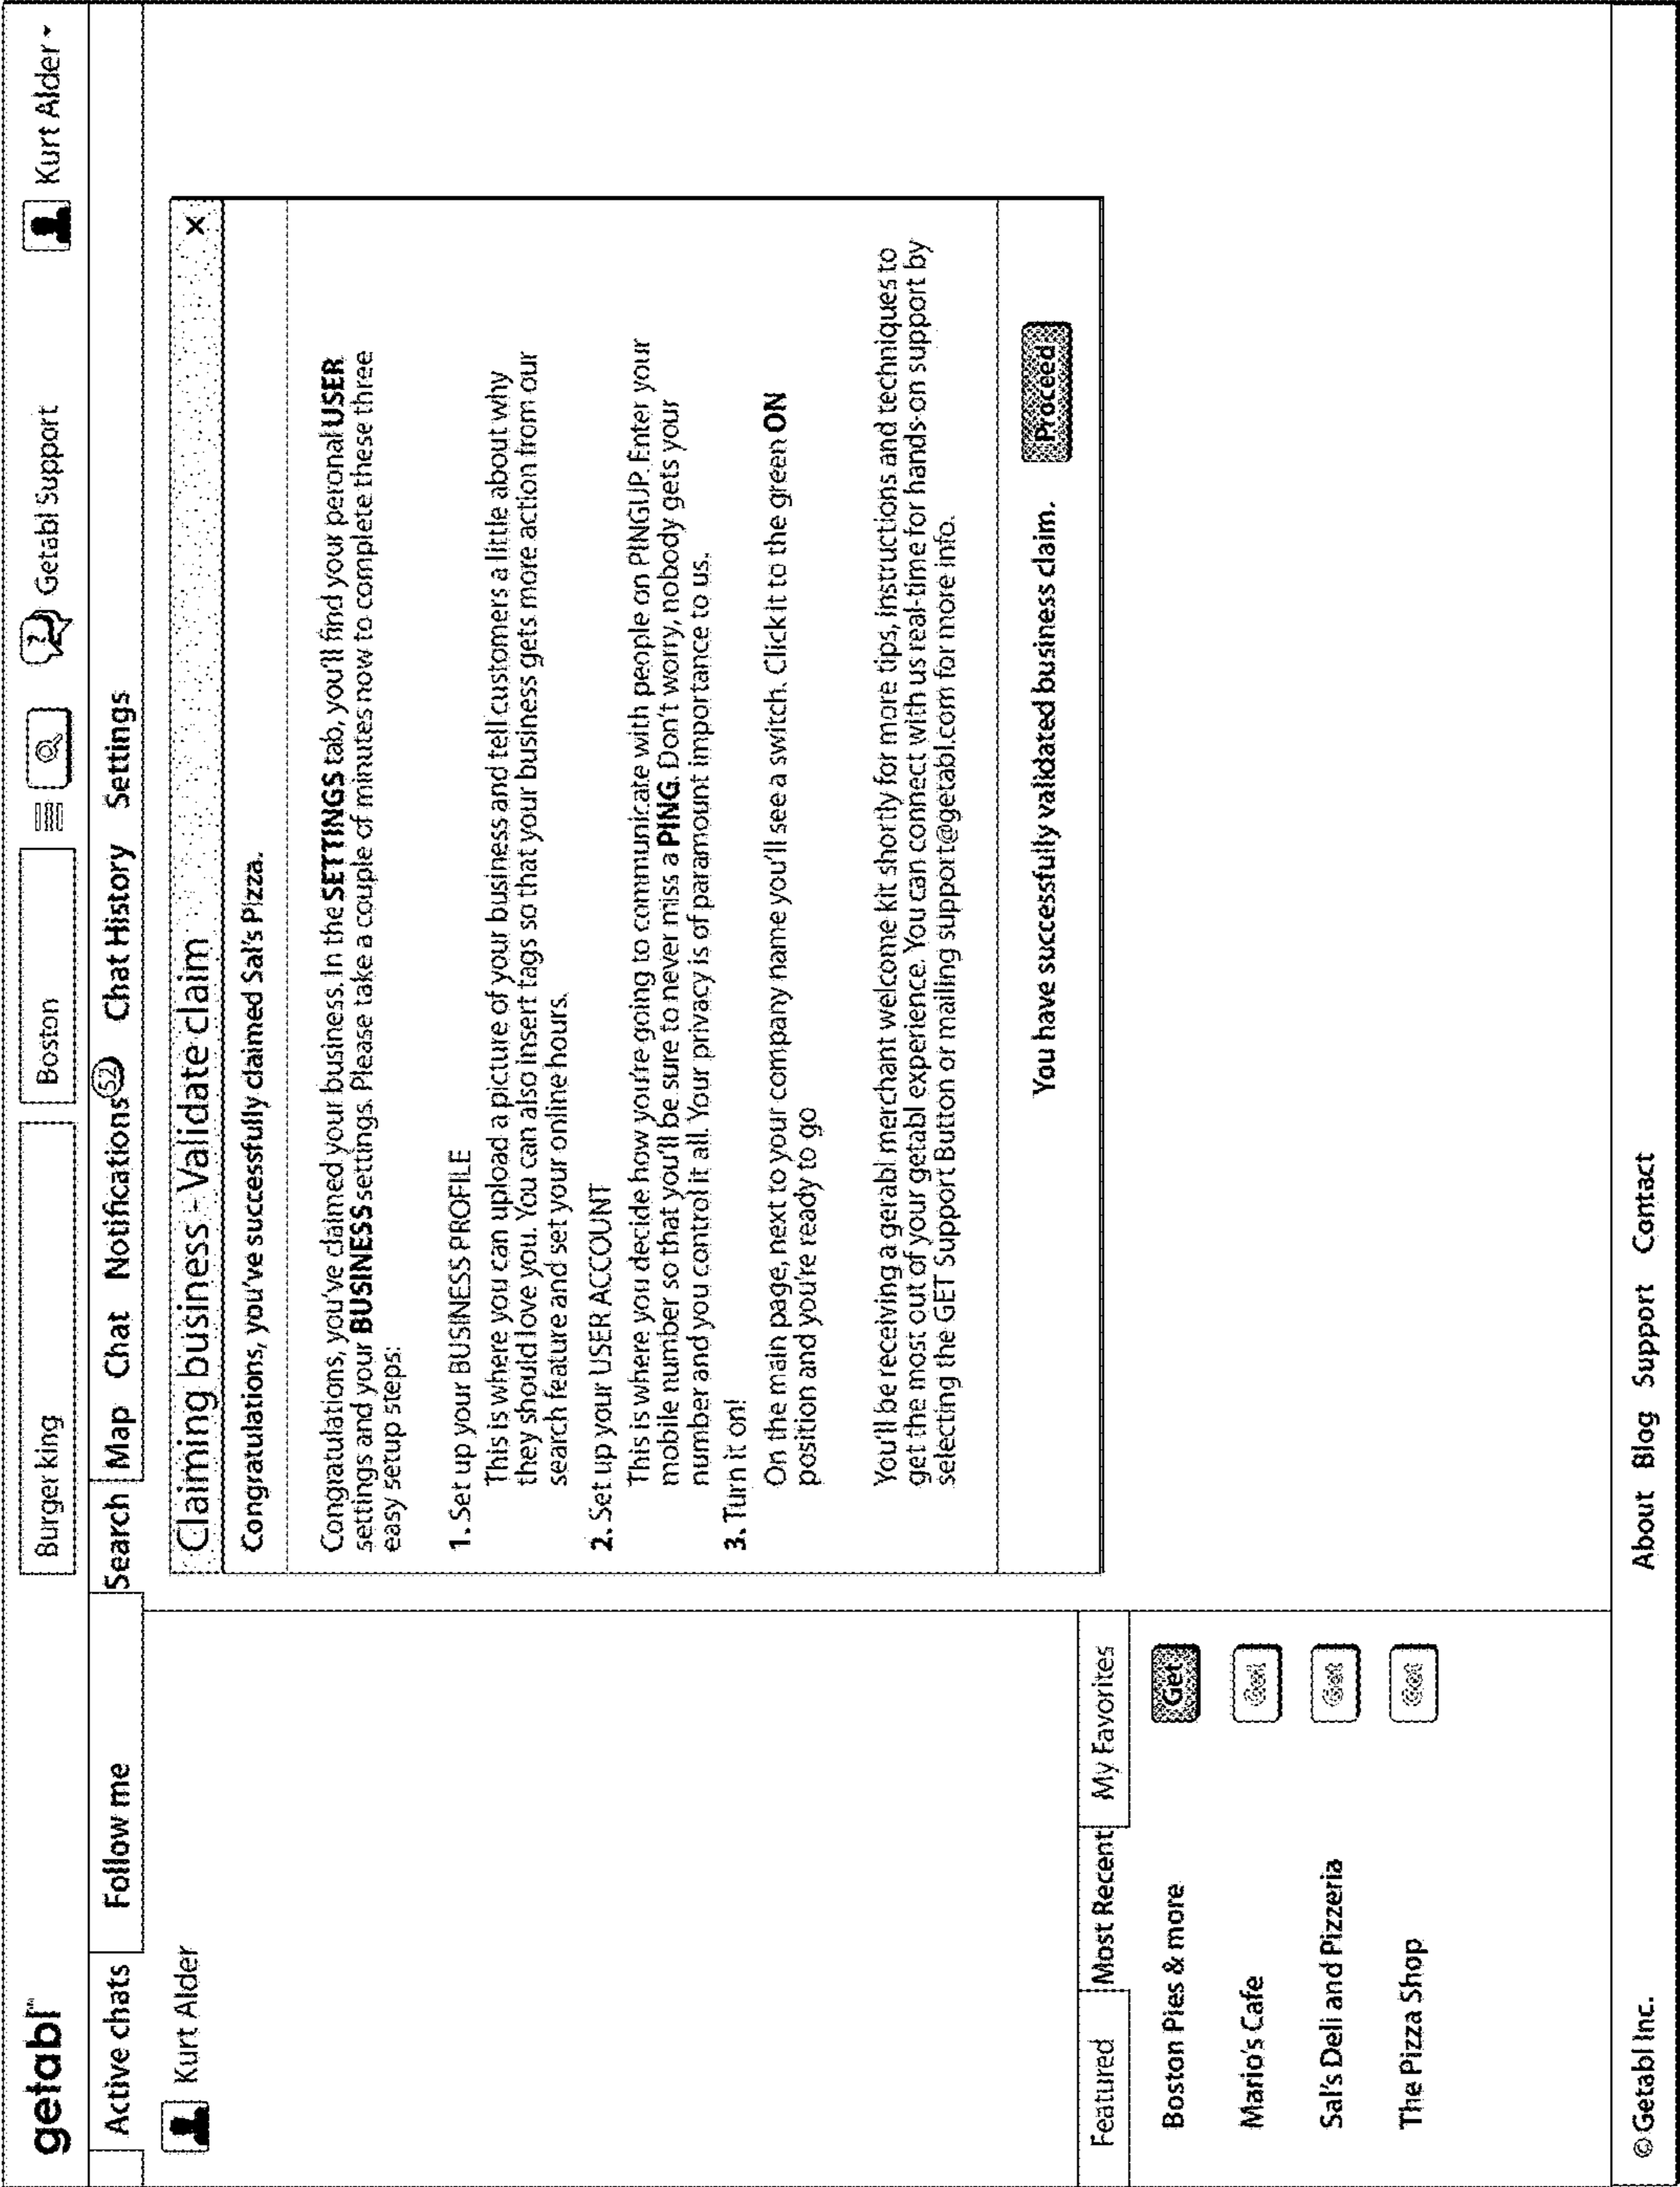 getabl™
Burger king
Boston
Getabl Support
Kurt Alder
Active chats
Follow me
Search
Map
Chat
Notifications 52
Chat History
Settings
Kurt Alder
Claiming business - Validate claim
X
Congratulations, you've successfully claimed Sal's Pizza.
Congratulations, you've claimed your business. In the SETTINGS tab, you'll find your peronal USER
settings and your BUSINESS settings. Please take a couple of minutes now to complete these three
easy setup steps:
1. Set up your BUSINESS PROFILE
This is where you can upload a picture of your business and tell customers a little about why
they should love you. You can also insert tags so that your business gets more action from our
search feature and set your online hours.
2. Set up your USER ACCOUNT
This is where you decide how you're going to communicate with people on PINGUP. Enter your
mobile number so that you'll be sure to never miss a PING. Don't worry, nobody gets your
number and you control it all. Your privacy is of paramount importance to us.
3. Turn it on!
On the main page, next to your company name you'll see a switch. Click it to the green ON
position and you're ready to go
You'll be receiving a gerabl merchant welcome kit shortly for more tips, instructions and techniques to
get the most out of your getabl experience. You can connect with us real-time for hands-on support by
selecting the GET Support Button or mailing support@getabl.com for more info.
You have successfully validated business claim.
Proceed
Featured
Most Recent
My Favorites
Boston Pies & more
Get
Mario's Cafe
Get
Sal's Deli and Pizzeria
Get
The Pizza Shop
Get
© Getabl Inc.
About
Blog
Support
Contact